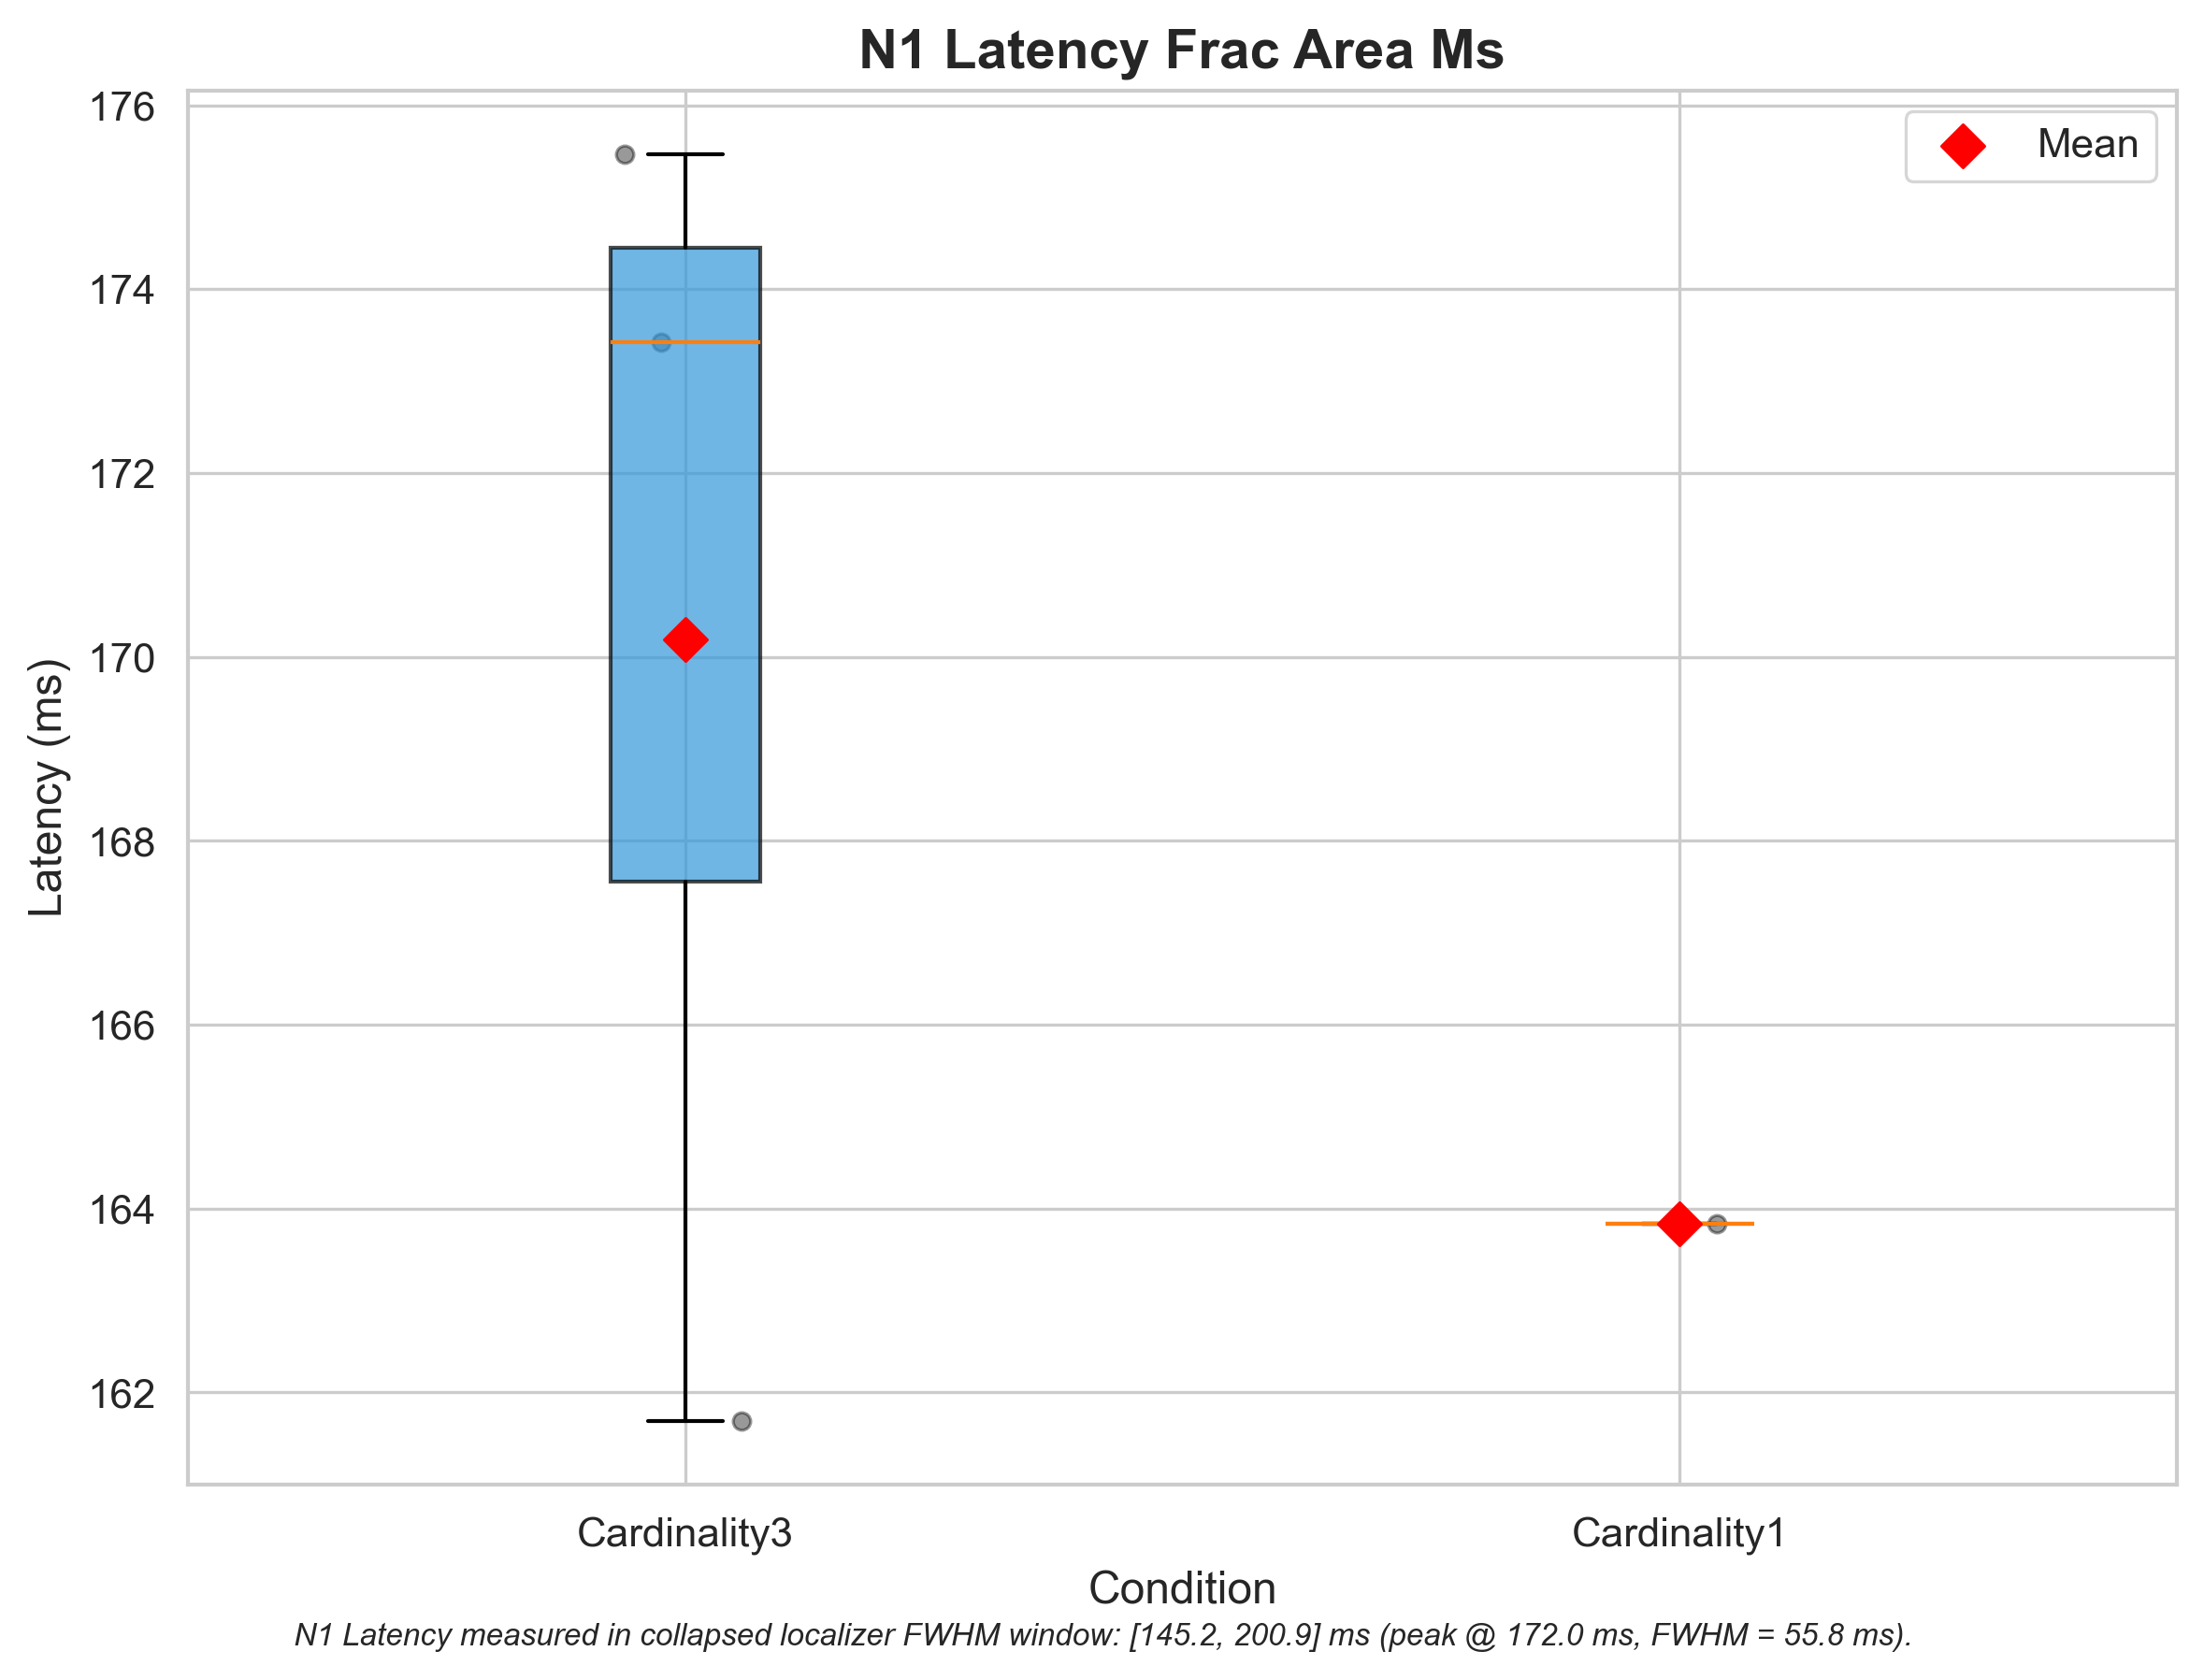 N1 Latency Frac Area Ms
Mean
176
174
172
170
168
166
164
162
Latency (ms)
Cardinality3
Cardinality1
Condition
N1 Latency measured in collapsed localizer FWHM window: [145.2, 200.9] ms (peak @ 172.0 ms, FWHM = 55.8 ms).